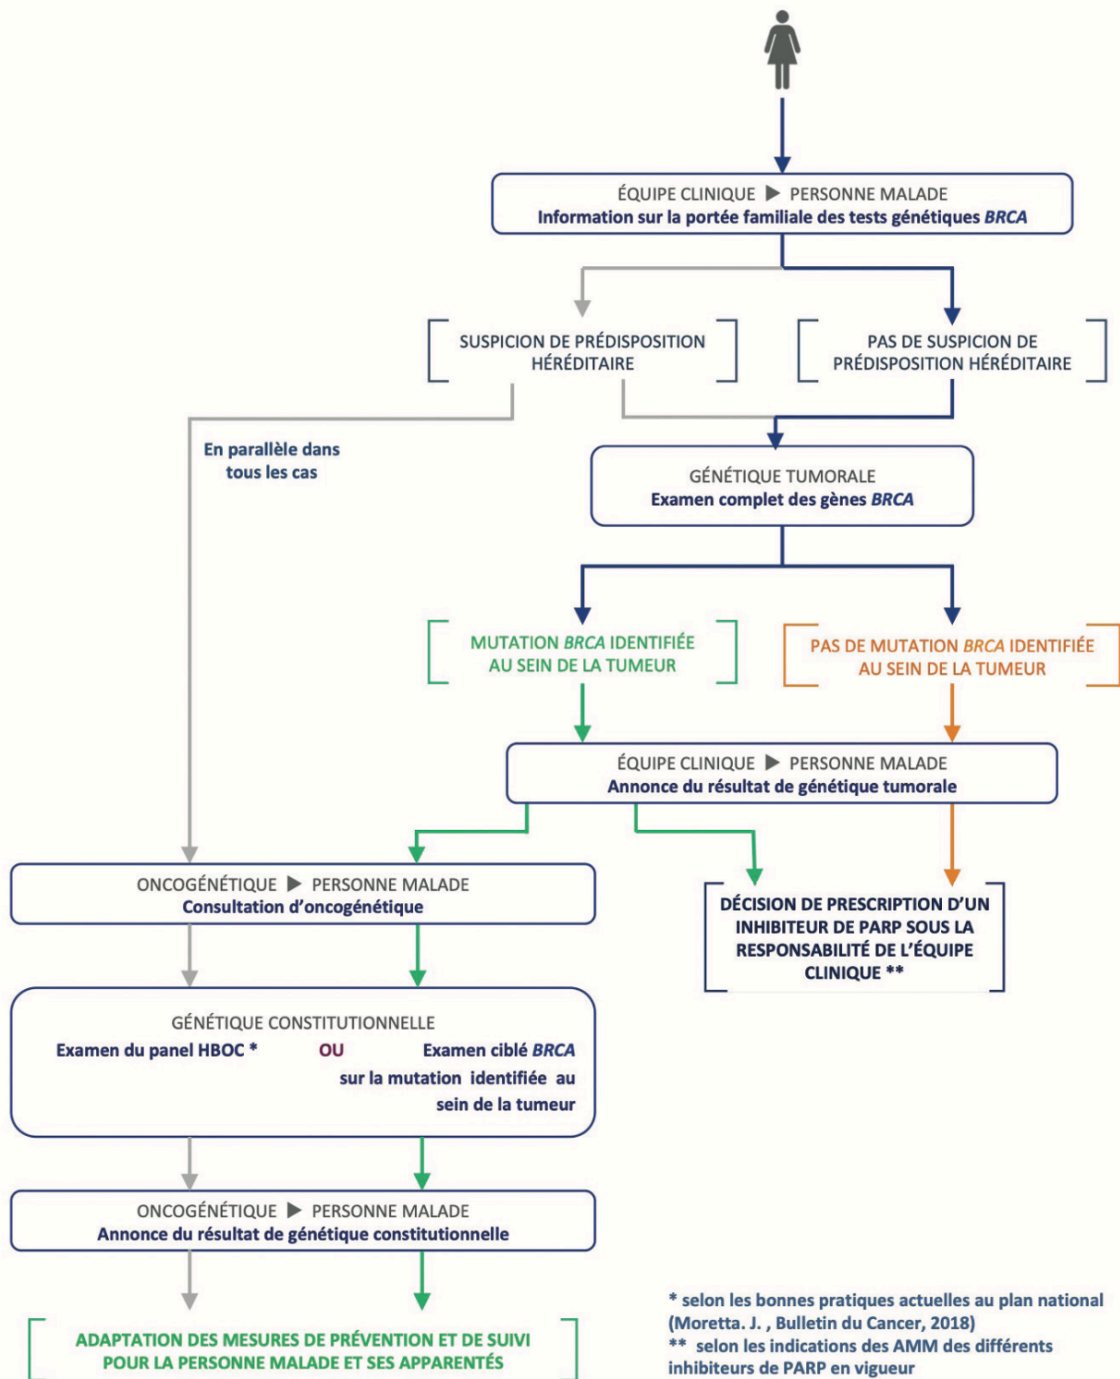 ÉQUIPE CLINIQUE ▶ PERSONNE MALADE
Information sur la portée familiale des tests génétiques BRCA
SUSPICION DE PRÉDISPOSITION
HÉRÉDITAIRE
PAS DE SUSPICION DE
PRÉDISPOSITION HÉRÉDITAIRE
En parallèle dans
tous les cas
GÉNÉTIQUE TUMORALE
Examen complet des gènes BRCA
MUTATION BRCA IDENTIFIÉE
AU SEIN DE LA TUMEUR
PAS DE MUTATION BRCA IDENTIFIÉE
AU SEIN DE LA TUMEUR
ÉQUIPE CLINIQUE ▶ PERSONNE MALADE
Annonce du résultat de génétique tumorale
ONCOGÉNÉTIQUE ▶ PERSONNE MALADE
Consultation d’oncogénétique
DÉCISION DE PRESCRIPTION D’UN
INHIBITEUR DE PARP SOUS LA
RESPONSABILITÉ DE L’ÉQUIPE
CLINIQUE **
GÉNÉTIQUE CONSTITUTIONNELLE
Examen du panel HBOC * OU Examen ciblé BRCA
sur la mutation identifiée au
sein de la tumeur
ONCOGÉNÉTIQUE ▶ PERSONNE MALADE
Annonce du résultat de génétique constitutionnelle
ADAPTATION DES MESURES DE PRÉVENTION ET DE SUIVI
POUR LA PERSONNE MALADE ET SES APPARENTÉS
* selon les bonnes pratiques actuelles au plan national
(Moretta. J. , Bulletin du Cancer, 2018)
** selon les indications des AMM des différents
inhibiteurs de PARP en vigueur